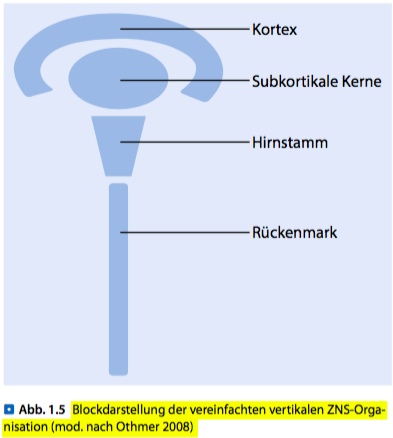 Kortex
Subkortikale Kerne
Hirnstamm
Rückenmark
Abb. 1.5 Blockdarstellung der vereinfachten vertikalen ZNS-Orga-
nisation (mod. nach Othmer 2008)